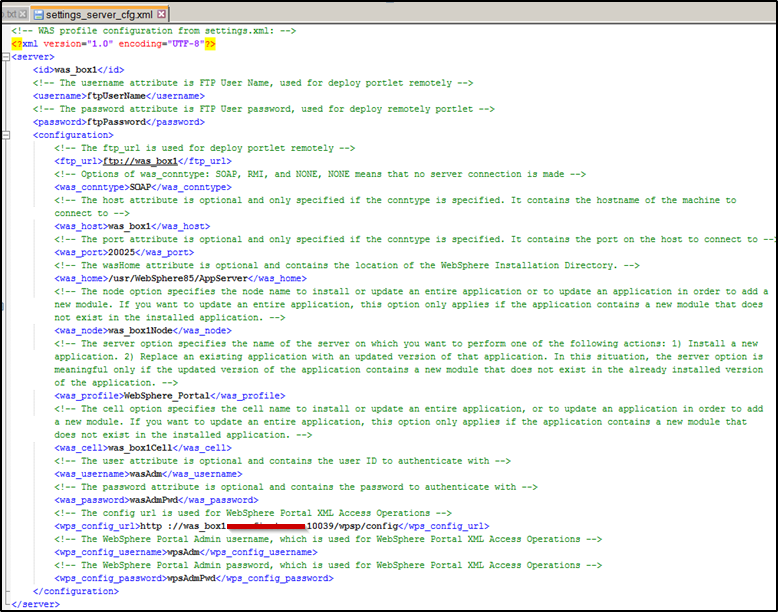 p.txt settings_server_cfg.xml
<!-- WAS profile configuration from settings.xml: -->
<?xml version="1.0" encoding="UTF-8"?>
<server>
<id>was_box1</id>
<!-- The username attribute is FTP User Name, used for deploy portlet remotely -->
<username>ftpUserName</username>
<!-- The password attribute is FTP User password, used for deploy remotely portlet -->
<password>ftpPassword</password>
<configuration>
<!-- The ftp_url is used for deploy portlet remotely -->
<ftp_url>ftp://was_box1</ftp_url>
<!-- Options of was_conntype: SOAP, RMI, and NONE, NONE means that no server connection is made -->
<was_conntype>SOAP</was_conntype>
<!-- The host attribute is optional and only specified if the conntype is specified. It contains the hostname of the machine to
connect to -->
<was_host>was_box1</was_host>
<!-- The port attribute is optional and only specified if the conntype is specified. It contains the port on the host to connect to --
<was_port>20025</was_port>
<!-- The wasHome attribute is optional and contains the location of the WebSphere Installation Directory. -->
<was_home>/usr/WebSphere85/AppServer</was_home>
<!-- The node option specifies the node name to install or update an entire application or to update an application in order to add a
new module. If you want to update an entire application, this option only applies if the application contains a new module that does
not exist in the installed application. -->
<was_node>was_box1Node</was_node>
<!-- The server option specifies the name of the server on which you want to perform one of the following actions: 1) Install a new
application. 2) Replace an existing application with an updated version of that application. In this situation, the server option is
meaningful only if the updated version of the application contains a new module that does not exist in the already installed version
of the application. -->
<was_profile>WebSphere_Portal</was_profile>
<!-- The cell option specifies the cell name to install or update an entire application, or to update an application in order to add
a new module. If you want to update an entire application, this option only applies if the application contains a new module that
does not exist in the installed application. -->
<was_cell>was_box1Cell</was_cell>
<!-- The user attribute is optional and contains the user ID to authenticate with -->
<was_username>wasAdm</was_username>
<!-- The password attribute is optional and contains the password to authenticate with -->
<was_password>wasAdmPwd</was_password>
<!-- The config url is used for WebSphere Portal XML Access Operations -->
<wps_config_url>http ://was_box1 10039/wpsp/config</wps_config_url>
<!-- The WebSphere Portal Admin username, which is used for WebSphere Portal XML Access Operations -->
<wps_config_username>wpsAdm</wps_config_username>
<!-- The WebSphere Portal Admin password, which is used for WebSphere Portal XML Access Operations -->
<wps_config_password>wpsAdmPwd</wps_config_password>
</configuration>
</server>